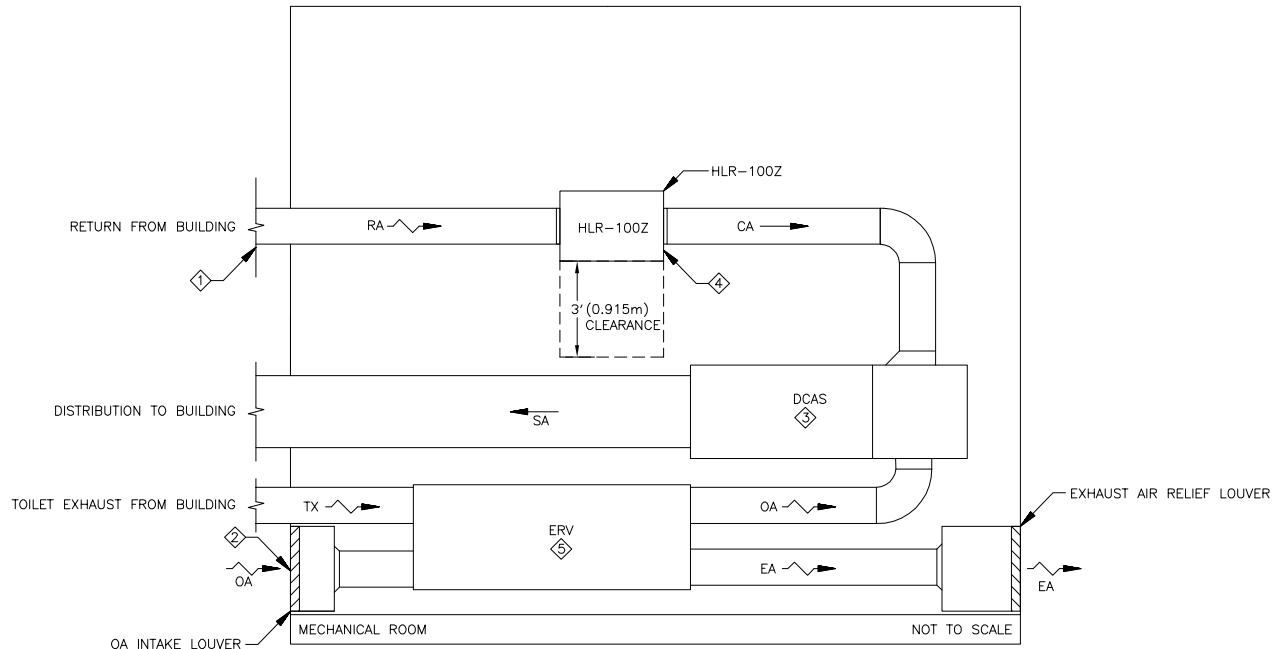 HLR-100Z
RETURN FROM BUILDING
RA
HLR-100Z
CA
1
4
3' (0.915m)
CLEARANCE
DISTRIBUTION TO BUILDING
SA
DCAS
3
TOILET EXHAUST FROM BUILDING
TX
OA
EXHAUST AIR RELIEF LOUVER
ERV
5
2
OA
EA
EA
OA INTAKE LOUVER
MECHANICAL ROOM
NOT TO SCALE